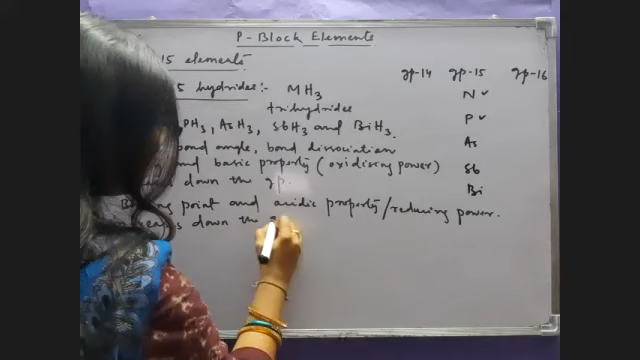 P-Block Elements
15 elements
gp-14 gp-15 gp-16
5 hydrides:- MH3
N ✓
trihydrides
P ✓
PH3, AsH3, SbH3 and BiH3.
As
bond angle, bond dissociation
and basic property (oxidising power)
Sb
down the gp.
Bi
point and acidic property/reducing power.
down the